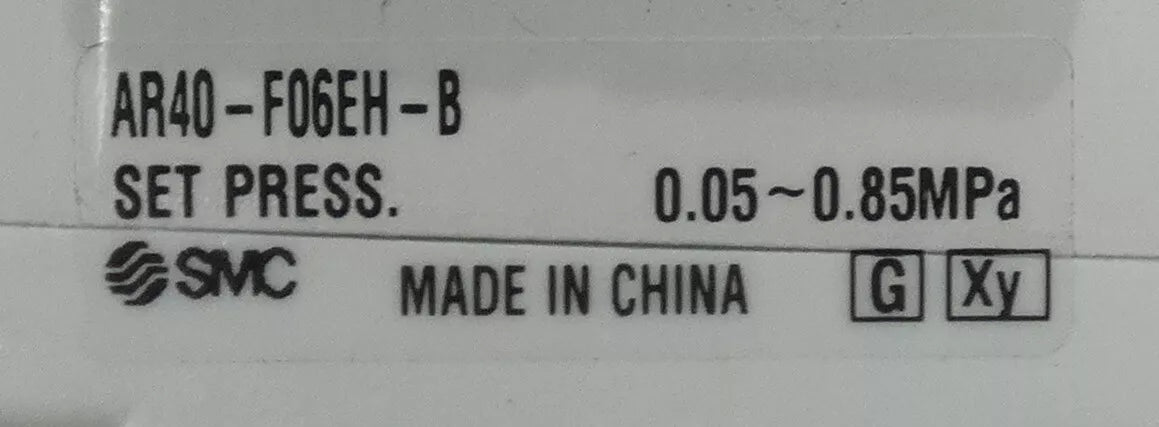 AR40-F06EH-B
SET PRESS. 0.05~0.85MPa
SMC MADE IN CHINA G Xy